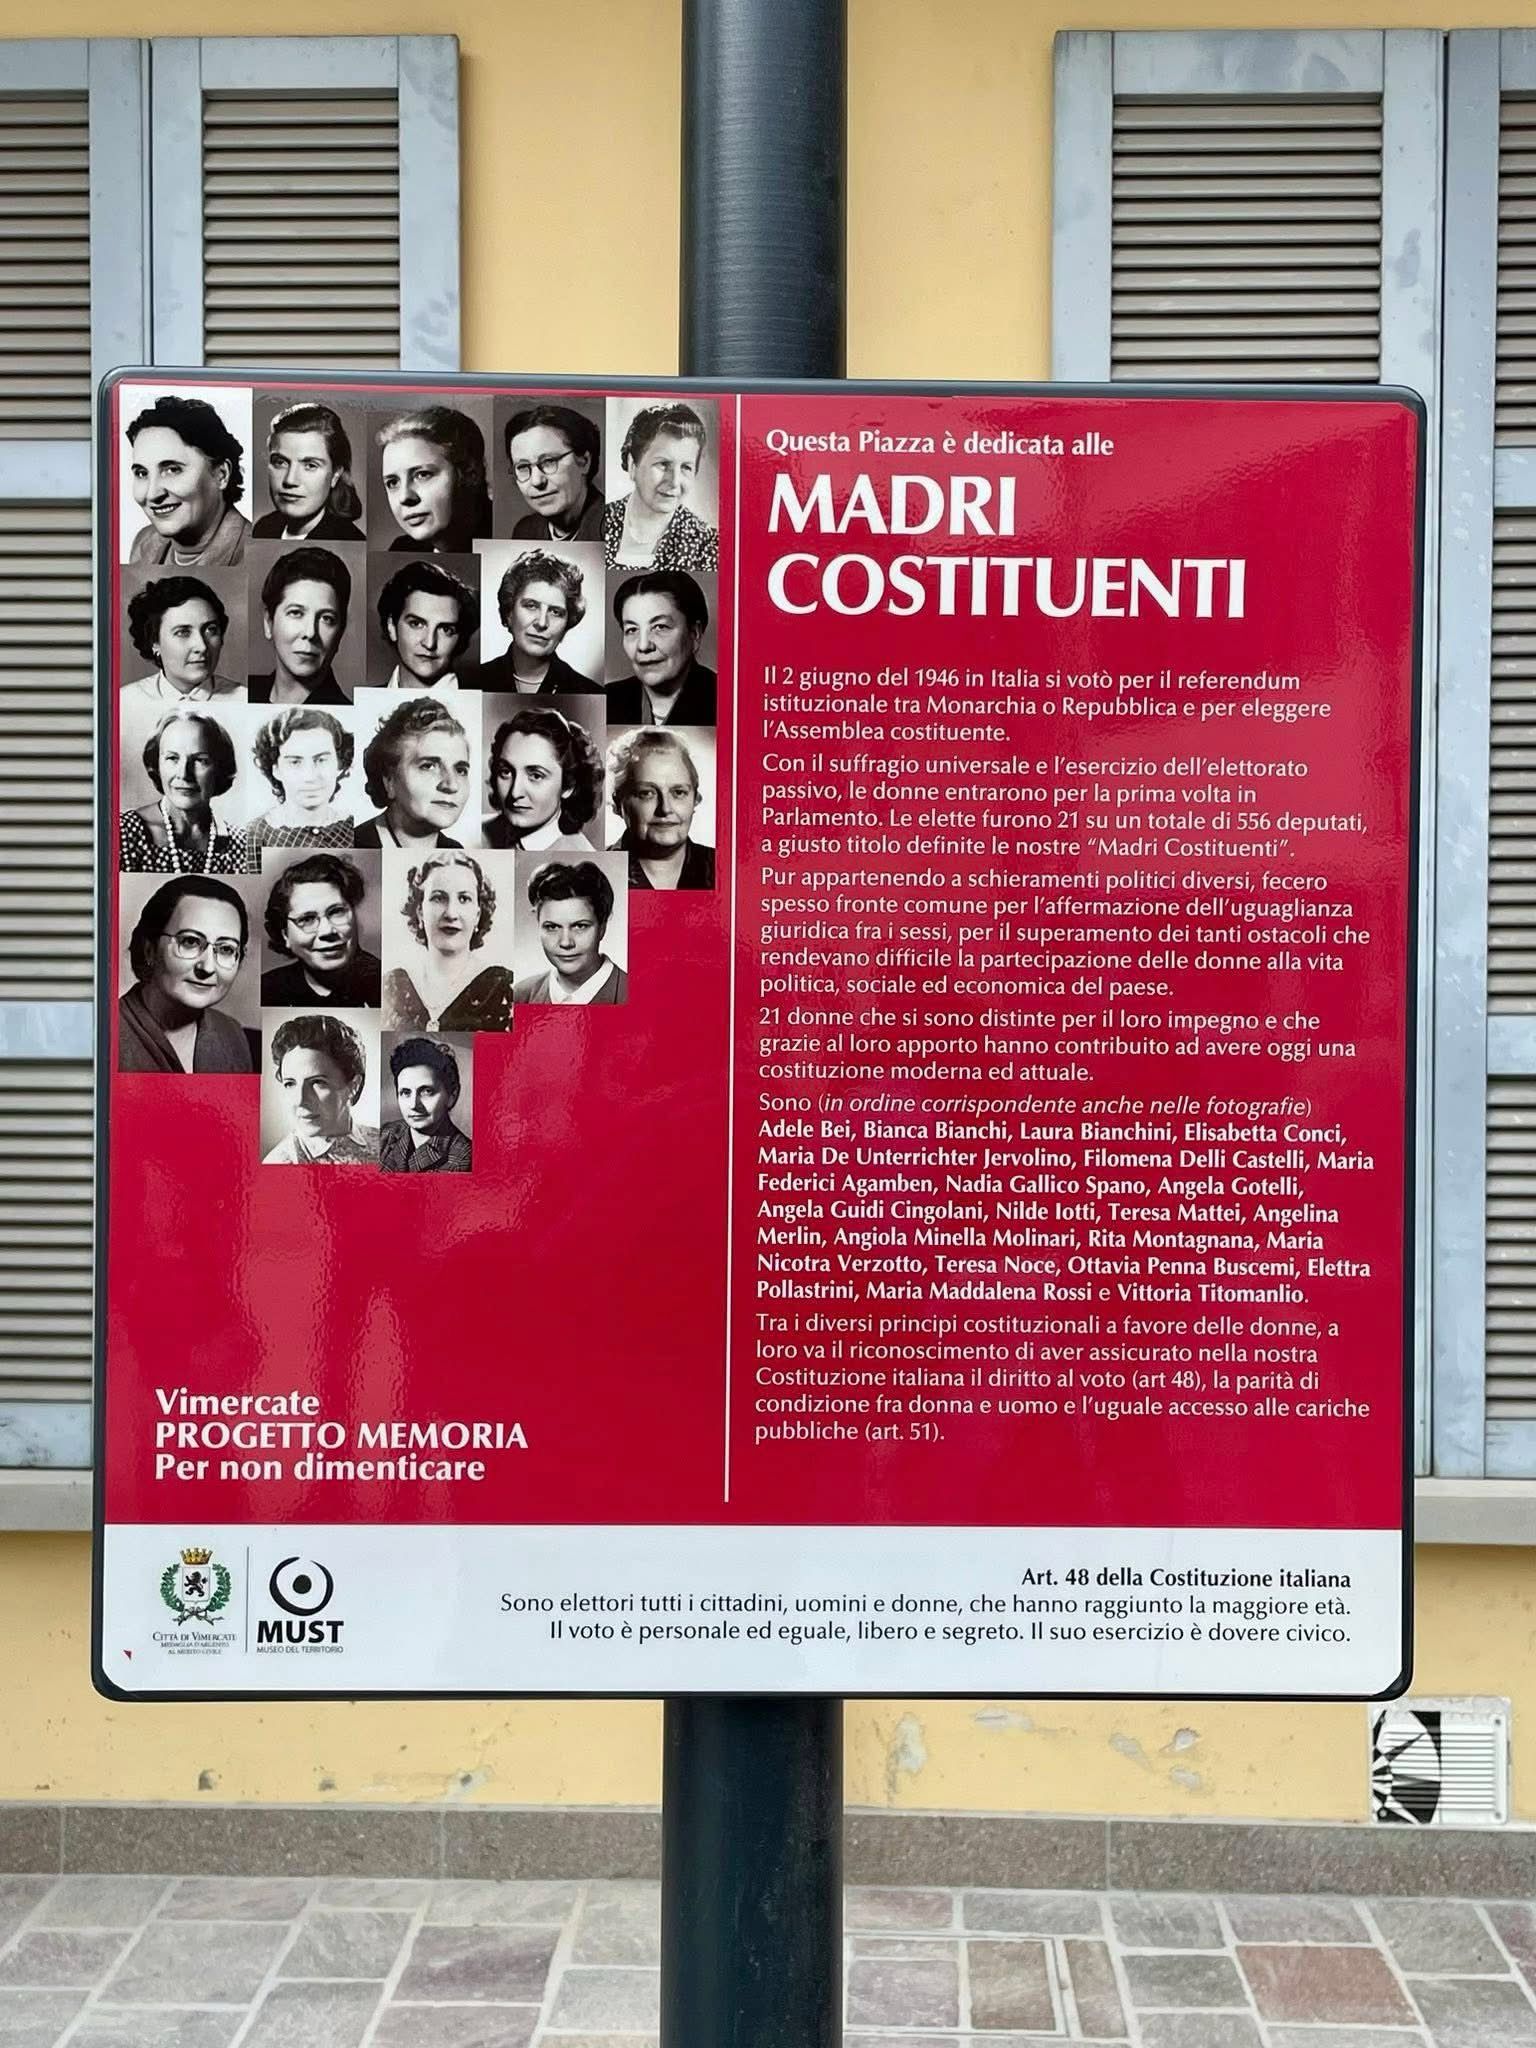 Questa Piazza è dedicata alle
MADRI
COSTITUENTI
Il 2 giugno del 1946 in Italia si votò per il referendum
istituzionale tra Monarchia o Repubblica e per eleggere
l'Assemblea costituente.
Con il suffragio universale e l'esercizio dell'elettorato
passivo, le donne entrarono per la prima volta in
Parlamento. Le elette furono 21 su un totale di 556 deputati,
a giusto titolo definite le nostre "Madri Costituenti".
Pur appartenendo a schieramenti politici diversi, fecero
spesso fronte comune per l'affermazione dell'uguaglianza
giuridica fra i sessi, per il superamento dei tanti ostacoli che
rendevano difficile la partecipazione delle donne alla vita
politica, sociale ed economica del paese.
21 donne che si sono distinte per il loro impegno e che
grazie al loro apporto hanno contribuito ad avere oggi una
costituzione moderna ed attuale.
Sono (in ordine corrispondente anche nelle fotografie)
Adele Bei, Bianca Bianchi, Laura Bianchini, Elisabetta Conci,
Maria De Unterrichter Jervolino, Filomena Delli Castelli, Maria
Federici Agamben, Nadia Gallico Spano, Angela Gotelli,
Angela Guidi Cingolani, Nilde Iotti, Teresa Mattei, Angelina
Merlin, Angiola Minella Molinari, Rita Montagnana, Maria
Nicotra Verzotto, Teresa Noce, Ottavia Penna Buscemi, Elettra
Pollastrini, Maria Maddalena Rossi e Vittoria Titomanlio.
Tra i diversi principi costituzionali a favore delle donne, a
loro va il riconoscimento di aver assicurato nella nostra
Costituzione italiana il diritto al voto (art 48), la parità di
condizione fra donna e uomo e l'uguale accesso alle cariche
pubbliche (art. 51).
Vimercate
PROGETTO MEMORIA
Per non dimenticare
CITTÀ DI VIMERCATE
MEDAGLIA D'ARGENTO
AL MERITO CIVILE
MUST
MUSEO DEL TERRITORIO
Art. 48 della Costituzione italiana
Sono elettori tutti i cittadini, uomini e donne, che hanno raggiunto la maggiore età.
Il voto è personale ed eguale, libero e segreto. Il suo esercizio è dovere civico.